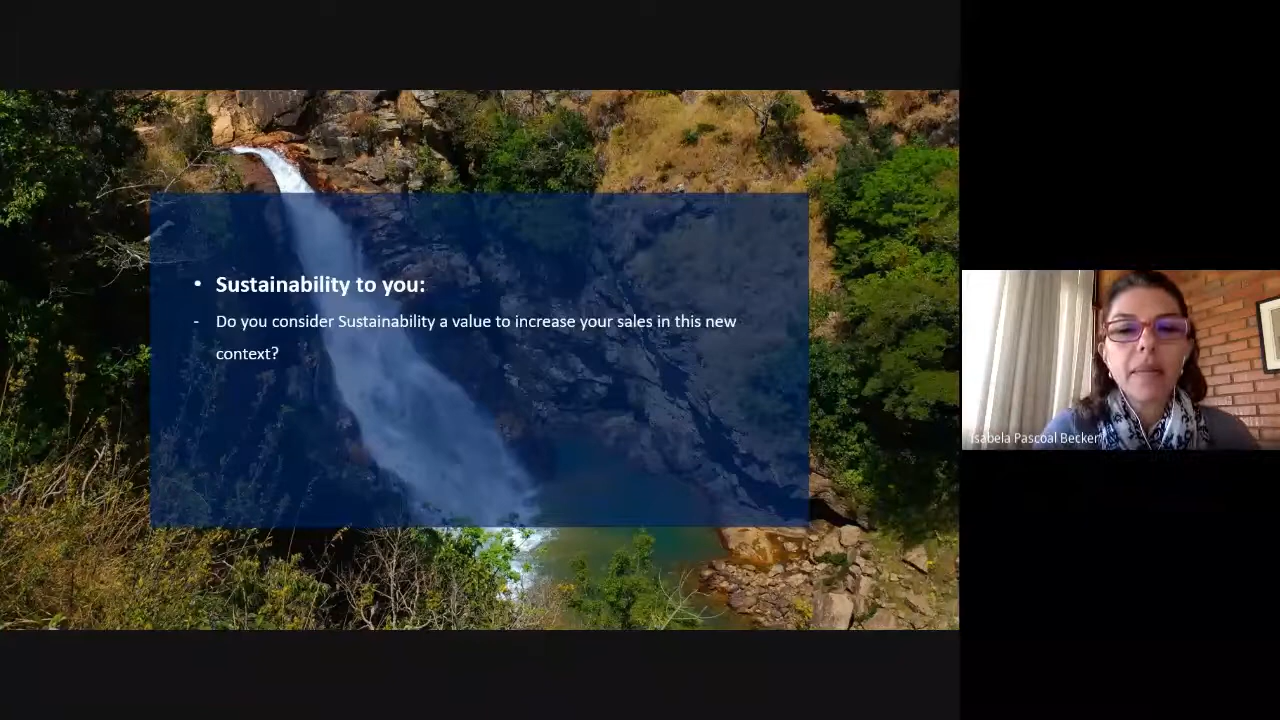 • Sustainability to you:
- Do you consider Sustainability a value to increase your sales in this new
context?
Isabela Pascoal Becker